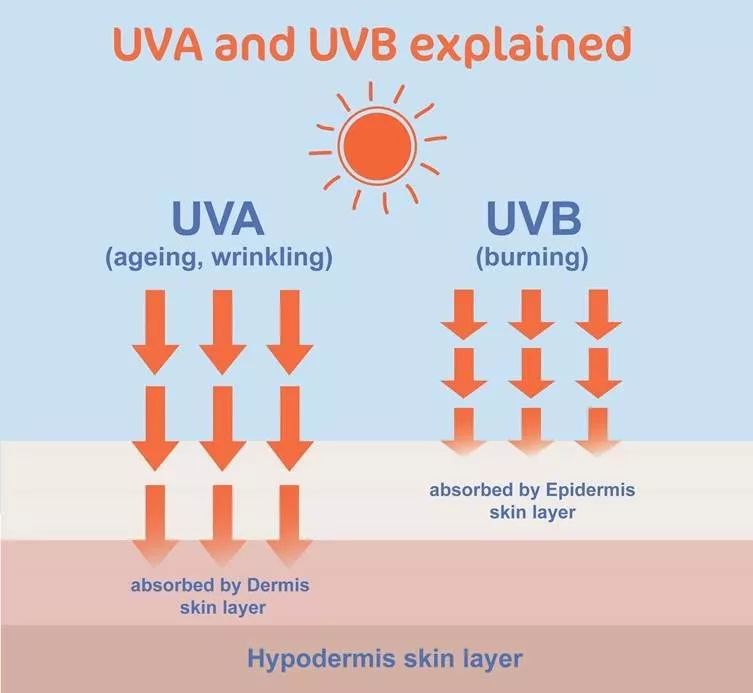 UVA and UVB explained
UVA
(ageing, wrinkling)
UVB
(burning)
absorbed by Epidermis
skin layer
absorbed by Dermis
skin layer
Hypodermis skin layer